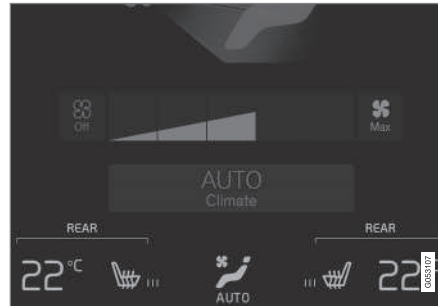 Off
Max
AUTO
Climate
REAR
REAR
22°C
22°
AUTO
G053107